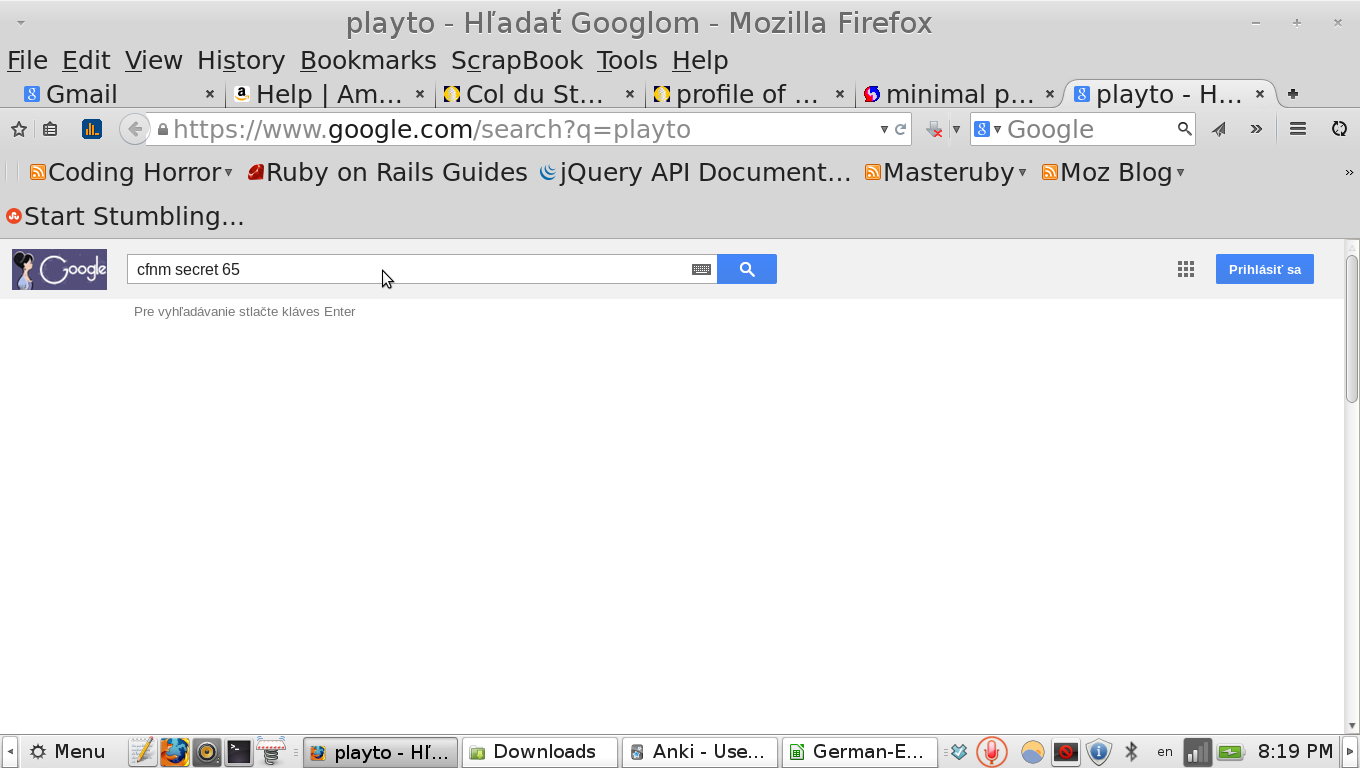 playto - Hľadať Googlom - Mozilla Firefox
File Edit View History Bookmarks ScrapBook Tools Help
Gmail Help | Am... Col du St... profile of ... minimal p... playto - H...
https://www.google.com/search?q=playto Google
Coding Horror Ruby on Rails Guides jQuery API Document... Masteruby Moz Blog »
Start Stumbling...
Google cfnm secret 65 Prihlásiť sa
Pre vyhľadávanie stlačte kláves Enter
Menu playto - Hľ... Downloads Anki - Use... German-E... en 8:19 PM